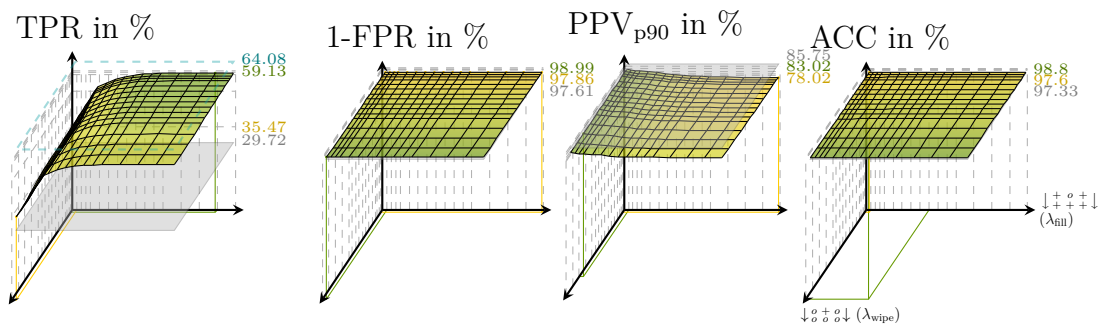 TPR in %
64.08
59.13
35.47
29.72
1-FPR in %
98.99
97.86
97.61
PPV_p90 in %
85.75
83.02
78.02
ACC in %
98.8
97.6
97.33
↓ + o + ↓
↓ + + + ↓
(λ_fill)
↓ o + o ↓ (λ_wipe)
↓ o o o ↓